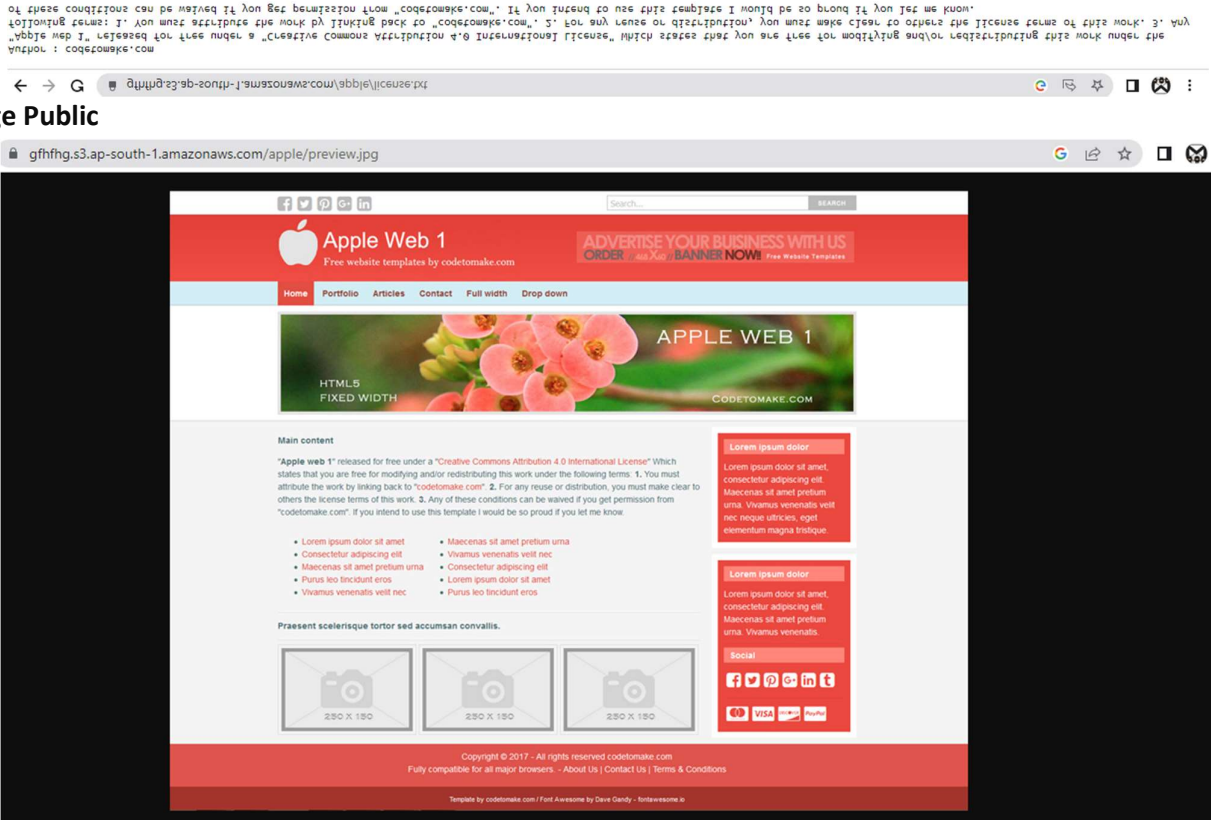 gfhfhg.s3.ap-south-1.amazonaws.com/apple/license.txt
Author : codetomake.com
"Apple web 1" released for free under a "Creative Commons Attribution 4.0 International License" Which states that you are free for modifying and/or redistributing this work under the
following terms: 1. You must attribute the work by linking back to "codetomake.com". 2. For any reuse or distribution, you must make clear to others the license terms of this work. 3. Any
of these conditions can be waived if you get permission from "codetomake.com". If you intend to use this template I would be so proud if you let me know.
ge Public
gfhfhg.s3.ap-south-1.amazonaws.com/apple/preview.jpg
Search...
SEARCH
Apple Web 1
Free website templates by codetomake.com
ADVERTISE YOUR BUISINESS WITH US
ORDER // 468 X 60 // BANNER NOW!! Free Website Templates
Home Portfolio Articles Contact Full width Drop down
APPLE WEB 1
HTML5
FIXED WIDTH
CODETOMAKE.COM
Main content
"Apple web 1" released for free under a "Creative Commons Attribution 4.0 International License" Which
states that you are free for modifying and/or redistributing this work under the following terms: 1. You must
attribute the work by linking back to "codetomake.com". 2. For any reuse or distribution, you must make clear to
others the license terms of this work. 3. Any of these conditions can be waived if you get permission from
"codetomake.com". If you intend to use this template I would be so proud if you let me know.
Lorem ipsum dolor sit amet
Consectetur adipiscing elit
Maecenas sit amet pretium urna
Purus leo tincidunt eros
Vivamus venenatis velit nec
Maecenas sit amet pretium urna
Vivamus venenatis velit nec
Consectetur adipiscing elit
Lorem ipsum dolor sit amet
Purus leo tincidunt eros
Praesent scelerisque tortor sed accumsan convallis.
250 X 150
250 X 150
250 X 150
Lorem ipsum dolor
Lorem ipsum dolor sit amet,
consectetur adipiscing elit.
Maecenas sit amet pretium
urna. Vivamus venenatis velit
nec neque ultricies, eget
elementum magna tristique.
Lorem ipsum dolor
Lorem ipsum dolor sit amet,
consectetur adipiscing elit.
Maecenas sit amet pretium
urna. Vivamus venenatis.
Social
VISA DISCOVER PayPal
Copyright © 2017 - All rights reserved codetomake.com
Fully compatible for all major browsers. - About Us | Contact Us | Terms & Conditions
Template by codetomake.com / Font Awesome by Dave Gandy - fontawesome.io